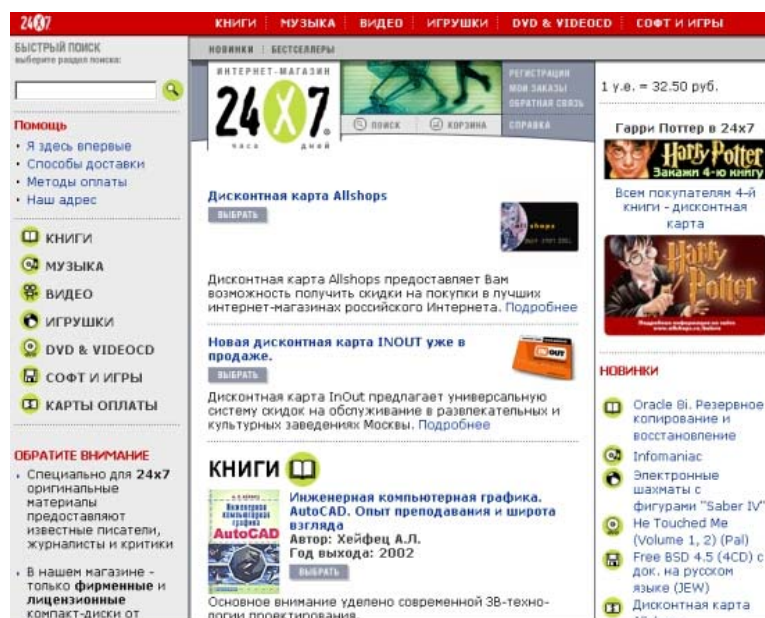 24X7
КНИГИ МУЗЫКА ВИДЕО ИГРУШКИ DVD & VIDEOCD СОФТ И ИГРЫ
НОВИНКИ БЕСТСЕЛЛЕРЫ
БЫСТРЫЙ ПОИСК
выберите раздел поиска:
Помощь
Я здесь впервые
Способы доставки
Методы оплаты
Наш адрес
КНИГИ
МУЗЫКА
ВИДЕО
ИГРУШКИ
DVD & VIDEOCD
СОФТ И ИГРЫ
КАРТЫ ОПЛАТЫ
ОБРАТИТЕ ВНИМАНИЕ
Специально для 24x7
оригинальные
материалы
предоставляют
известные писатели,
журналисты и критики
В нашем магазине -
только фирменные и
лицензионные
компакт-диски от
ИНТЕРНЕТ-МАГАЗИН
24X7
часа дней
ПОИСК КОРЗИНА
РЕГИСТРАЦИЯ
МОИ ЗАКАЗЫ
ОБРАТНАЯ СВЯЗЬ
СПРАВКА
Дисконтная карта Allshops
ВЫБРАТЬ
allshops
Дисконтная карта Allshops предоставляет Вам
возможность получить скидки на покупки в лучших
интернет-магазинах российского Интернета. Подробнее
Новая дисконтная карта INOUT уже в
продаже.
ВЫБРАТЬ
INOUT
Дисконтная карта InOut предлагает универсальную
систему скидок на обслуживание в развлекательных и
культурных заведениях Москвы. Подробнее
КНИГИ
Инженерная
компьютерная
графика
AutoCAD
Инженерная компьютерная графика.
AutoCAD. Опыт преподавания и широта
взгляда
Автор: Хейфец А.Л.
Год выхода: 2002
ВЫБРАТЬ
Основное внимание уделено современной 3D-техно-
логии проектирования
1 у.е. = 32.50 руб.
Гарри Поттер в 24x7
Harry Potter
Закажи 4-ю книгу
Всем покупателям 4-й
книги - дисконтная
карта
Harry
Potter
НОВИНКИ
Oracle 8i. Резервное
копирование и
восстановление
Infomaniac
Электронные
шахматы с
фигурами "Saber IV"
He Touched Me
(Volume 1, 2) (Pal)
Free BSD 4.5 (4CD) с
док. на русском
языке (JEW)
Дисконтная карта